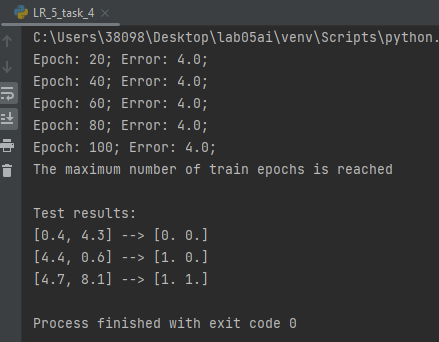 LR_5_task_4
C:\Users\38098\Desktop\lab05ai\venv\Scripts\python.
Epoch: 20; Error: 4.0;
Epoch: 40; Error: 4.0;
Epoch: 60; Error: 4.0;
Epoch: 80; Error: 4.0;
Epoch: 100; Error: 4.0;
The maximum number of train epochs is reached
Test results:
[0.4, 4.3] --> [0. 0.]
[4.4, 0.6] --> [1. 0.]
[4.7, 8.1] --> [1. 1.]
Process finished with exit code 0